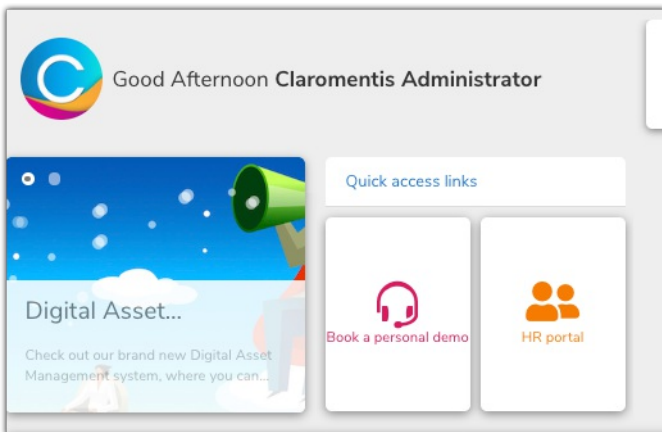 Good Afternoon Claromentis Administrator
Quick access links
Digital Asset...
Check out our brand new Digital Asset
Management system, where you can...
Book a personal demo
HR portal